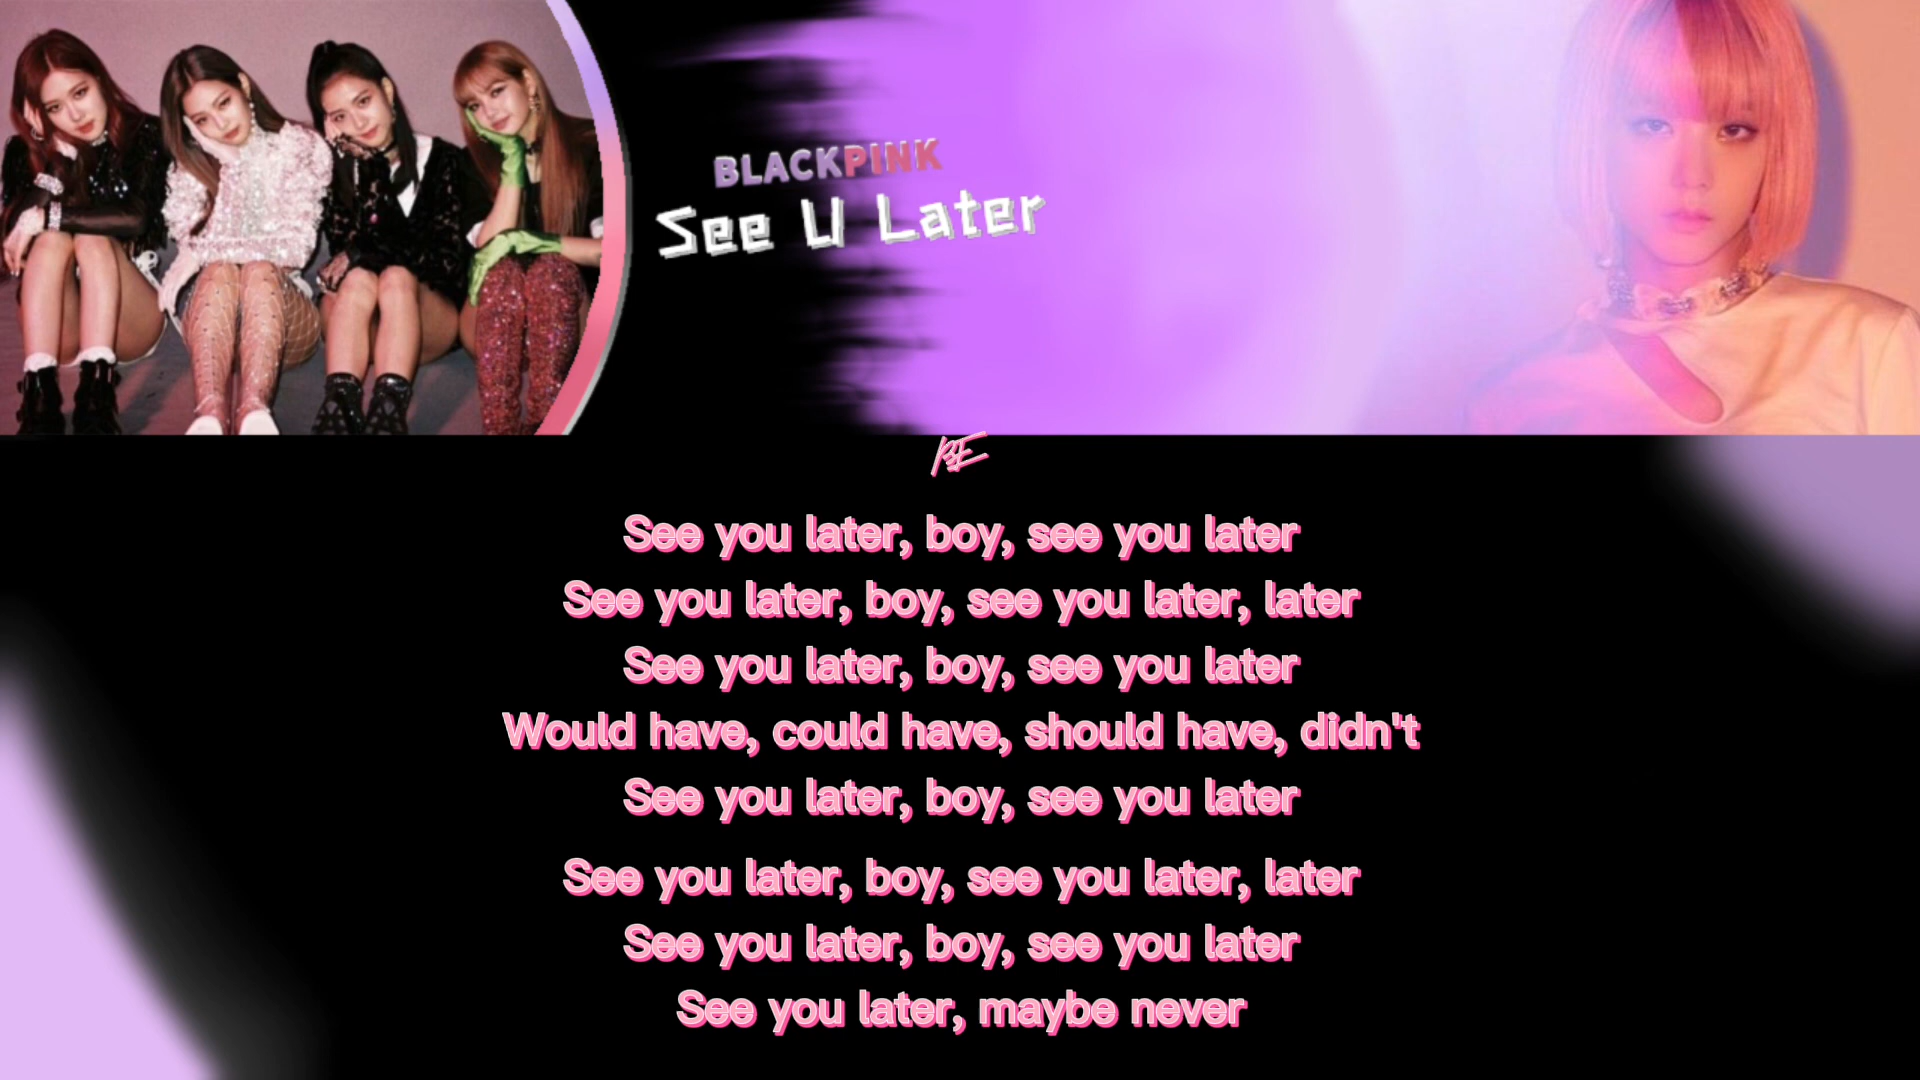 BLACKPINK
See U Later
See you later, boy, see you later
See you later, boy, see you later, later
See you later, boy, see you later
Would have, could have, should have, didn't
See you later, boy, see you later
See you later, boy, see you later, later
See you later, boy, see you later
See you later, maybe never